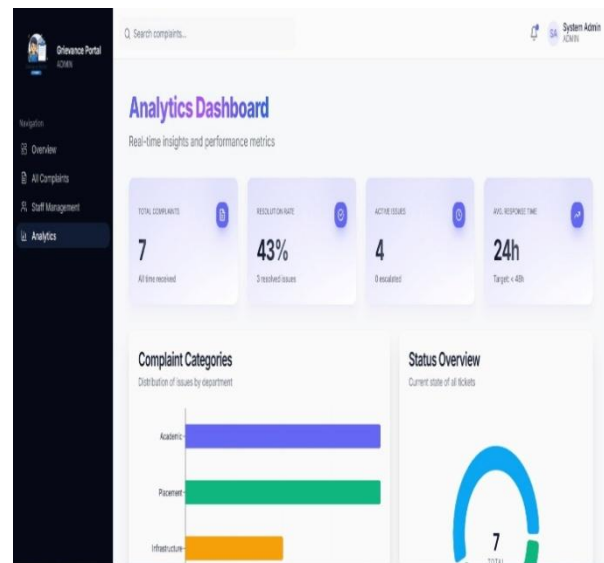 Grievance Portal
ADMIN
Search complaints...
SA
System Admin
ADMIN
Navigation
Overview
All Complaints
Staff Management
Analytics
Analytics Dashboard
Real-time insights and performance metrics
TOTAL COMPLAINTS
7
All time received
RESOLUTION RATE
43%
3 resolved issues
ACTIVE ISSUES
4
0 escalated
AVG. RESPONSE TIME
24h
Target < 48h
Complaint Categories
Distribution of issues by department
Academic
Placement
Infrastructure
Status Overview
Current state of all tickets
7
TOTAL